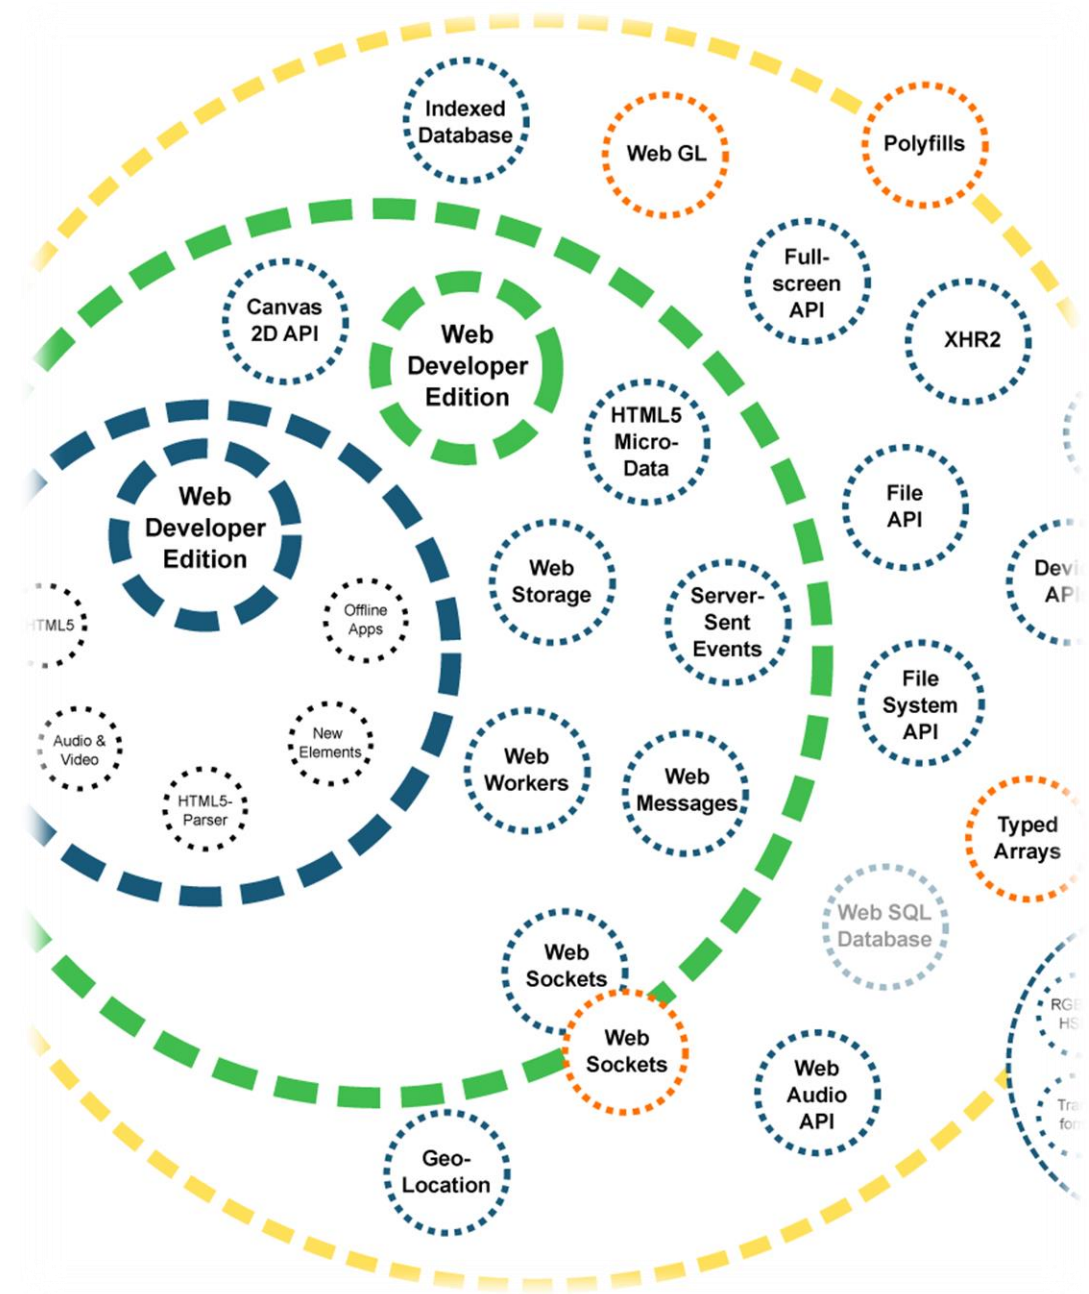 Indexed
Database
Web GL
Polyfills
Full-
screen
API
XHR2
Canvas
2D API
Web
Developer
Edition
HTML5
Micro-
Data
Web
Developer
Edition
File
API
Web
Storage
Server-
Sent
Events
Offline
Apps
HTML5
File
System
API
Audio &
Video
New
Elements
HTML5-
Parser
Web
Workers
Web
Messages
Typed
Arrays
Web SQL
Database
Web
Sockets
Web
Sockets
Web
Audio
API
Geo-
Location